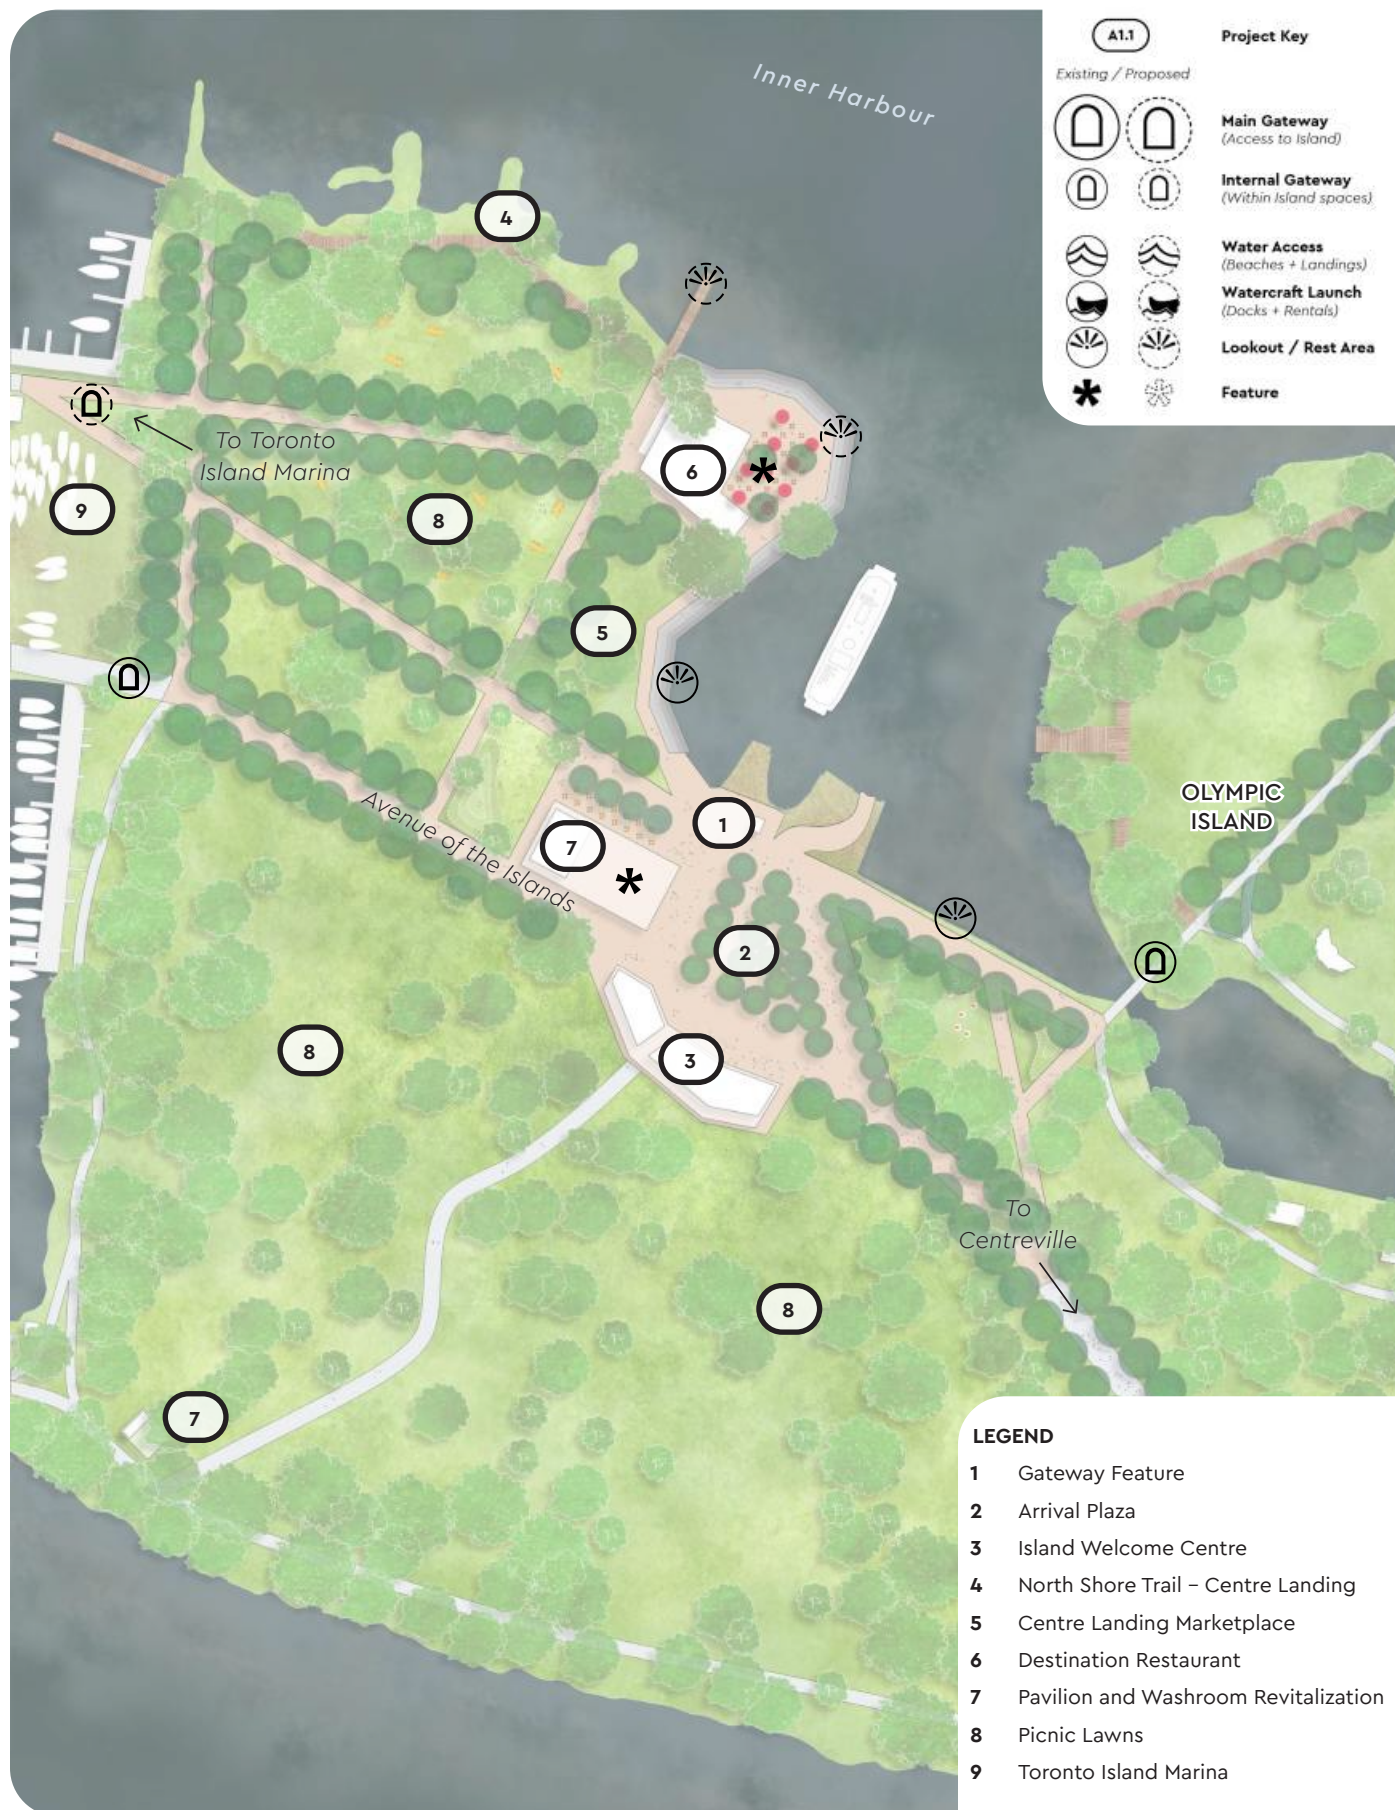 Inner Harbour
A1.1
Project Key
Existing / Proposed
Main Gateway
(Access to Island)
Internal Gateway
(Within Island spaces)
Water Access
(Beaches + Landings)
Watercraft Launch
(Docks + Rentals)
Lookout / Rest Area
Feature
4
To Toronto
Island Marina
6
9
8
5
OLYMPIC
ISLAND
1
7
Avenue of the Islands
2
8
3
To
Centreville
8
7
LEGEND
1 Gateway Feature
2 Arrival Plaza
3 Island Welcome Centre
4 North Shore Trail – Centre Landing
5 Centre Landing Marketplace
6 Destination Restaurant
7 Pavilion and Washroom Revitalization
8 Picnic Lawns
9 Toronto Island Marina